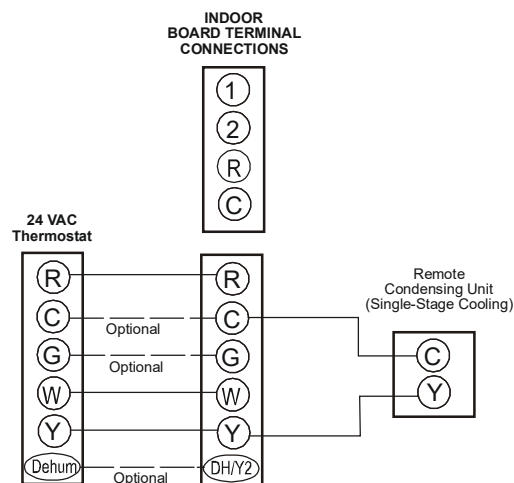 INDOOR
BOARD TERMINAL
CONNECTIONS
1
2
R
C
24 VAC
Thermostat
R
C
G
W
Y
Dehum
Optional
Optional
Optional
R
C
G
W
Y
DH/Y2
Remote
Condensing Unit
(Single-Stage Cooling)
C
Y